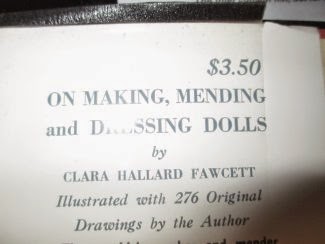 $3.50
ON MAKING, MENDING
and DRESSING DOLLS
by
CLARA HALLARD FAWCETT
Illustrated with 276 Original
Drawings by the Author